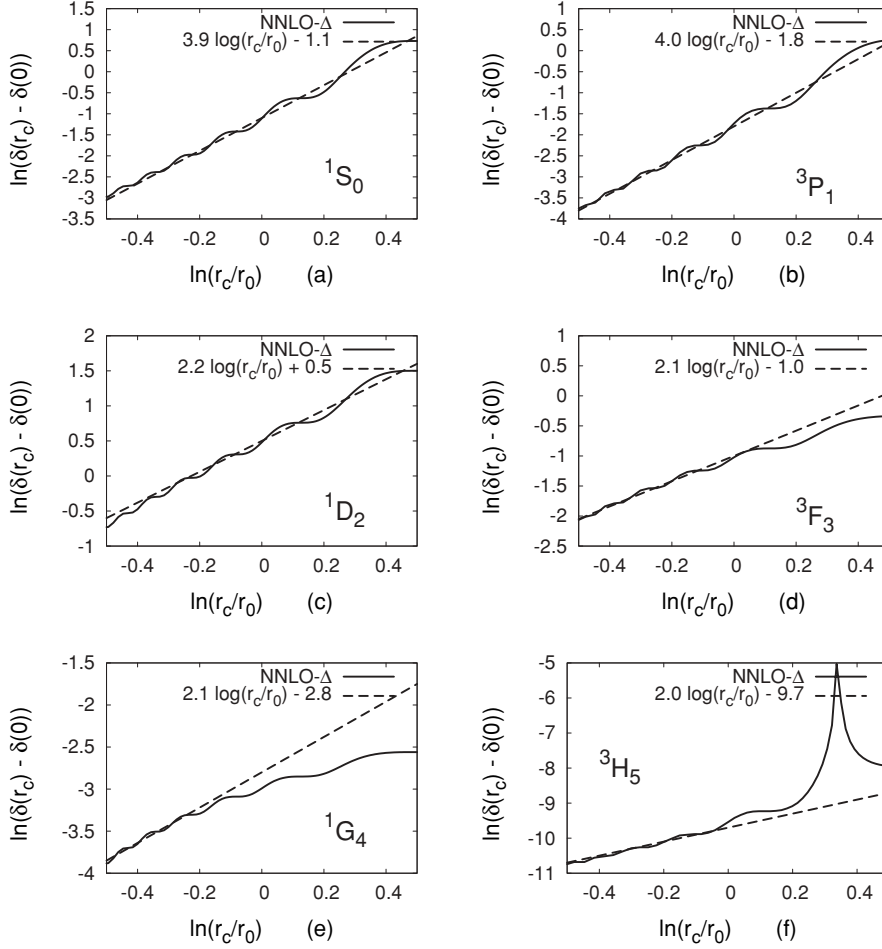 NNLO-Δ
3.9 log(r_c/r_0) - 1.1
ln(δ(r_c) - δ(0))
1
0.5
0
-0.5
-1
-1.5
-2
-2.5
-3
-3.5
¹S₀
-0.4 -0.2 0 0.2 0.4
ln(r_c/r_0) (a)
NNLO-Δ
4.0 log(r_c/r_0) - 1.8
ln(δ(r_c) - δ(0))
0.5
0
-0.5
-1
-1.5
-2
-2.5
-3
-3.5
-4
³P₁
-0.4 -0.2 0 0.2 0.4
ln(r_c/r_0) (b)
NNLO-Δ
2.2 log(r_c/r_0) + 0.5
ln(δ(r_c) - δ(0))
2
1.5
1
0.5
0
-0.5
-1
¹D₂
-0.4 -0.2 0 0.2 0.4
ln(r_c/r_0) (c)
NNLO-Δ
2.1 log(r_c/r_0) - 1.0
ln(δ(r_c) - δ(0))
1
0.5
0
-0.5
-1
-1.5
-2
-2.5
³F₃
-0.4 -0.2 0 0.2 0.4
ln(r_c/r_0) (d)
NNLO-Δ
2.1 log(r_c/r_0) - 2.8
ln(δ(r_c) - δ(0))
-1.5
-2
-2.5
-3
-3.5
-4
¹G₄
-0.4 -0.2 0 0.2 0.4
ln(r_c/r_0) (e)
NNLO-Δ
2.0 log(r_c/r_0) - 9.7
ln(δ(r_c) - δ(0))
-5
-6
-7
-8
-9
-10
-11
³H₅
-0.4 -0.2 0 0.2 0.4
ln(r_c/r_0) (f)